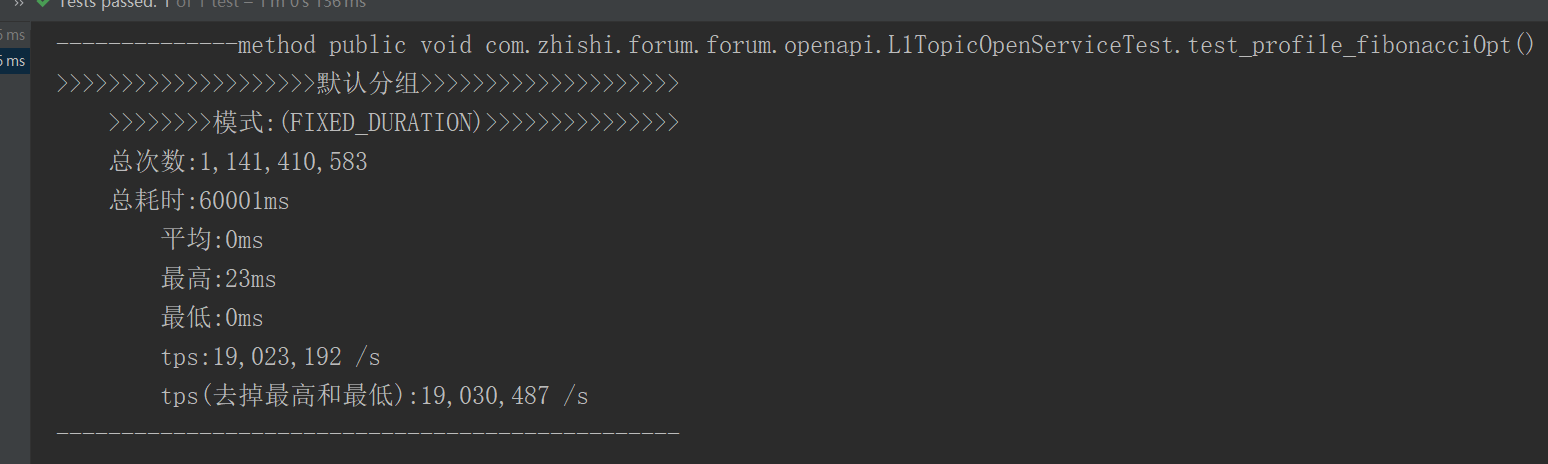 Tests passed: 1 of 1 test – 1 m 0 s 136 ms
ms
ms
--------------method public void com.zhishi.forum.forum.openapi.L1TopicOpenServiceTest.test_profile_fibonacciOpt()
>>>>>>>>>>>>>>>>>>>>默认分组>>>>>>>>>>>>>>>>>>>>
>>>>>>>>模式:(FIXED_DURATION)>>>>>>>>>>>>>>>
总次数:1,141,410,583
总耗时:60001ms
平均:0ms
最高:23ms
最低:0ms
tps:19,023,192 /s
tps(去掉最高和最低):19,030,487 /s
--------------------------------------------------